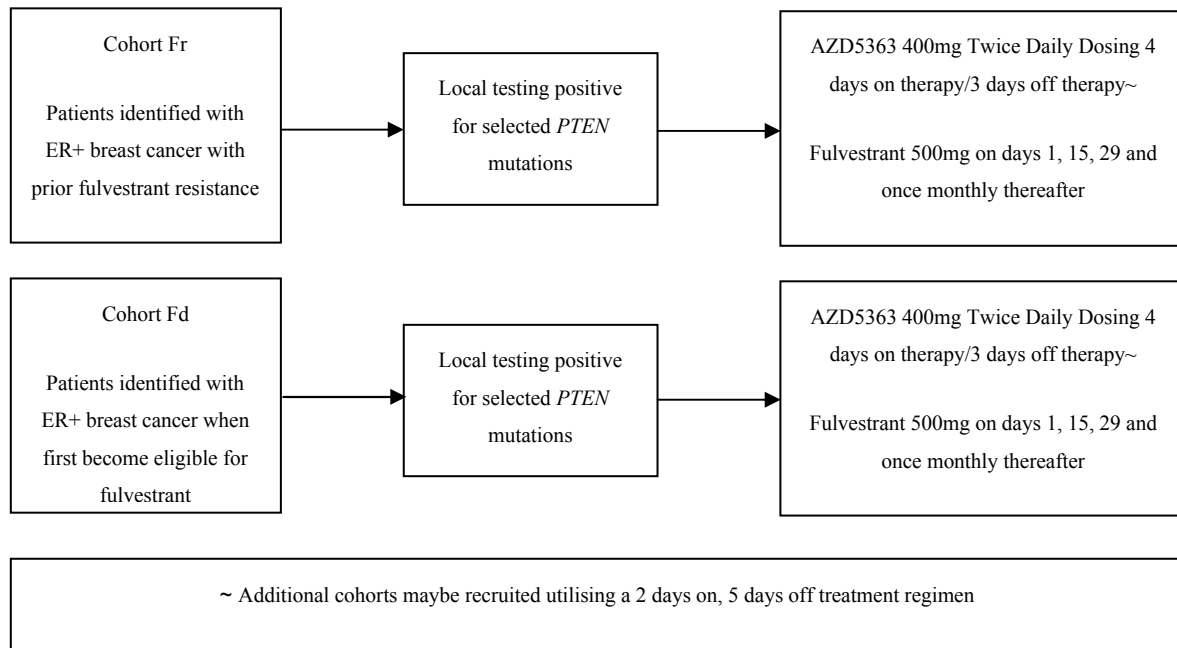 Cohort Fr
Patients identified with
ER+ breast cancer with
prior fulvestrant resistance
Local testing positive
for selected PTEN
mutations
AZD5363 400mg Twice Daily Dosing 4
days on therapy/3 days off therapy~
Fulvestrant 500mg on days 1, 15, 29 and
once monthly thereafter
Cohort Fd
Patients identified with
ER+ breast cancer when
first become eligible for
fulvestrant
Local testing positive
for selected PTEN
mutations
AZD5363 400mg Twice Daily Dosing 4
days on therapy/3 days off therapy~
Fulvestrant 500mg on days 1, 15, 29 and
once monthly thereafter
~ Additional cohorts maybe recruited utilising a 2 days on, 5 days off treatment regimen